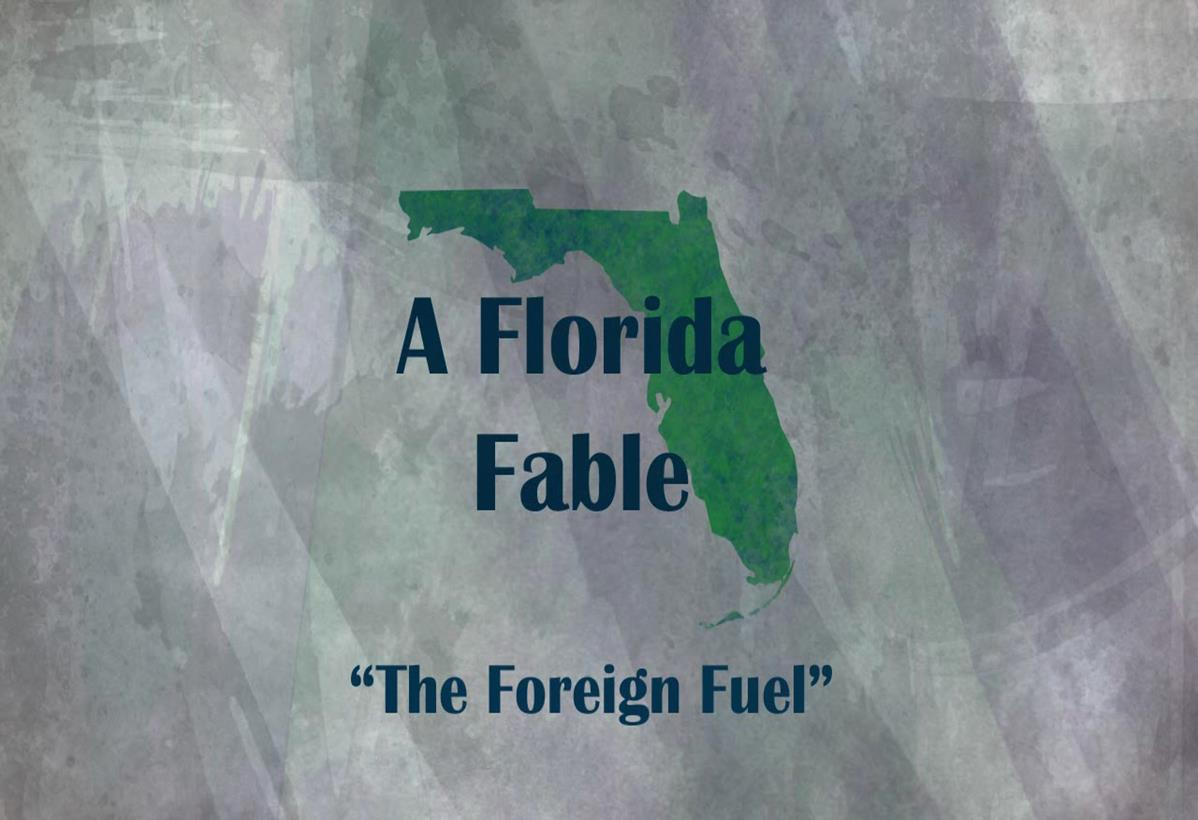 A Florida
Fable
“The Foreign Fuel”